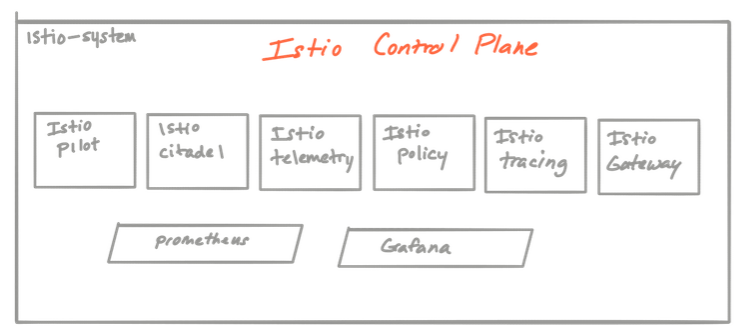 Istio-system
Istio Control Plane
Istio
Pilot
Istio
citadel
Istio
telemetry
Istio
Policy
Istio
tracing
Istio
Gateway
Prometheus
Grafana